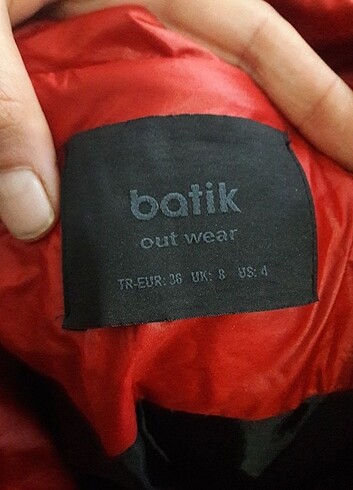 batik
out wear
TR-EUR: 36 UK: 8 US: 4